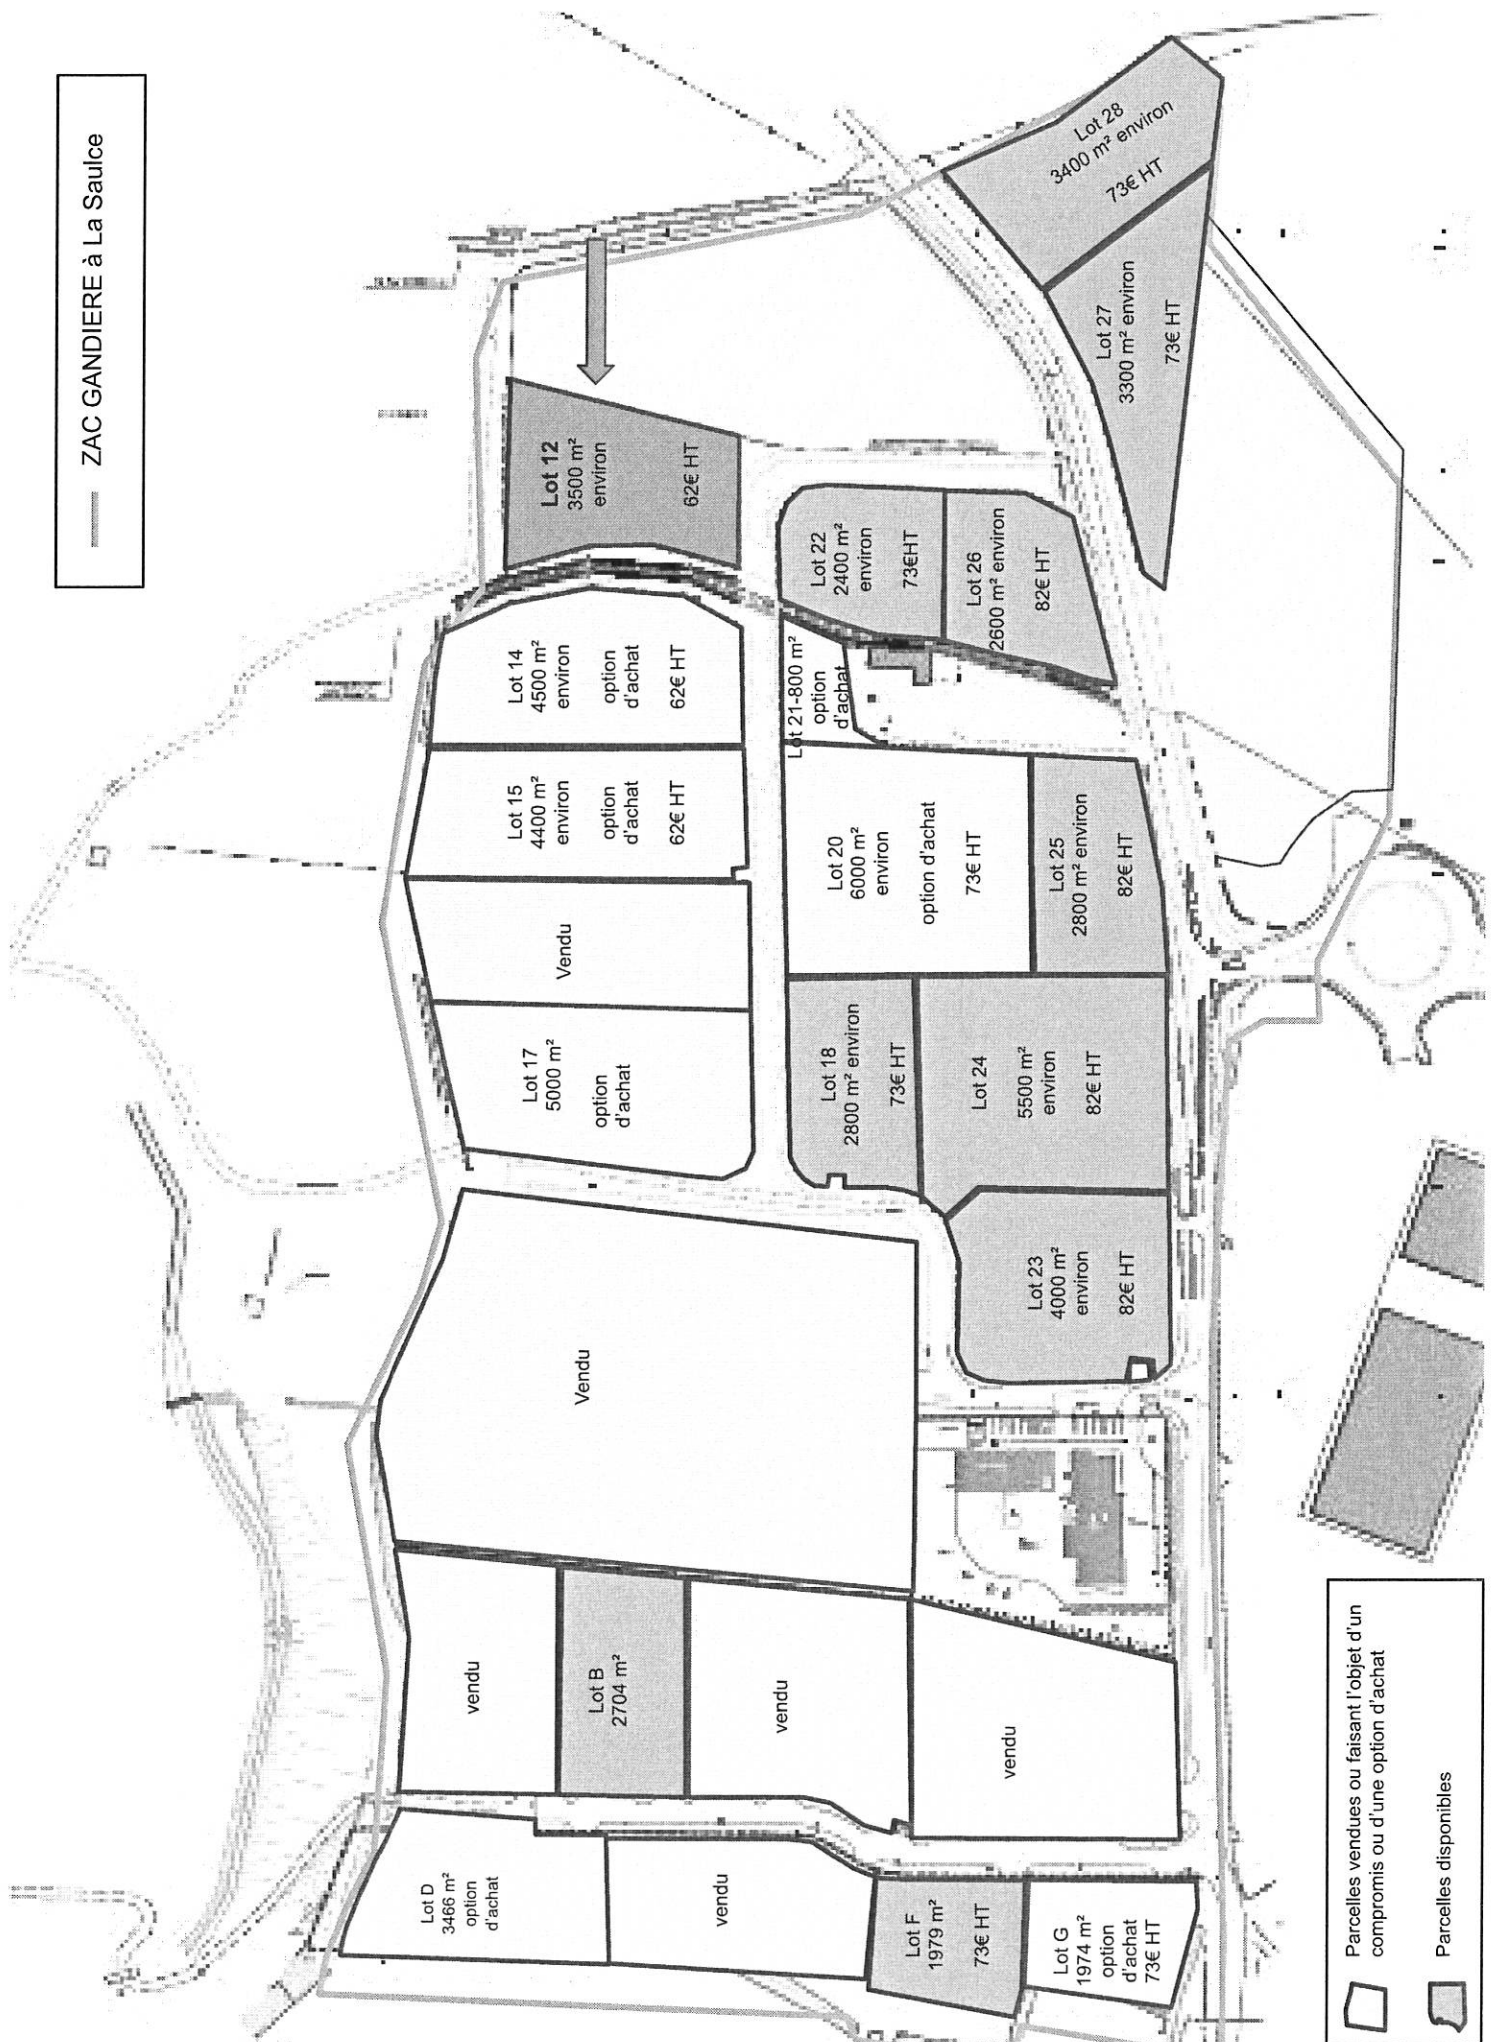 ZAC GANDIERE à La Saulce
Lot 28
3400 m² environ
73€ HT
Lot 27
3300 m² environ
73€ HT
Lot 12
3500 m²
environ
62€ HT
Lot 22
2400 m²
environ
73€HT
Lot 26
2600 m² environ
82€ HT
Lot 14
4500 m²
environ
option
d'achat
62€ HT
Lot 21-800 m²
option
d'achat
Lot 15
4400 m²
environ
option
d'achat
62€ HT
Lot 20
6000 m²
environ
option d'achat
73€ HT
Lot 25
2800 m² environ
82€ HT
Vendu
Lot 17
5000 m²
option
d'achat
Lot 18
2800 m² environ
73€ HT
Lot 24
5500 m²
environ
82€ HT
Lot 23
4000 m²
environ
82€ HT
Vendu
vendu
Lot B
2704 m²
vendu
vendu
Lot D
3466 m²
option
d'achat
vendu
Lot F
1979 m²
73€ HT
Lot G
1974 m²
option
d'achat
73€ HT
Parcelles vendues ou faisant l'objet d'un
compromis ou d'une option d'achat
Parcelles disponibles